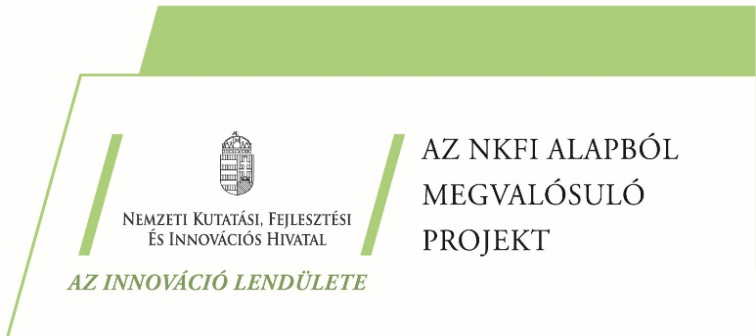 NEMZETI KUTATÁSI, FEJLESZTÉSI
ÉS INNOVÁCIÓS HIVATAL
AZ INNOVÁCIÓ LENDÜLETE
AZ NKFI ALAPBÓL
MEGVALÓSULÓ
PROJEKT